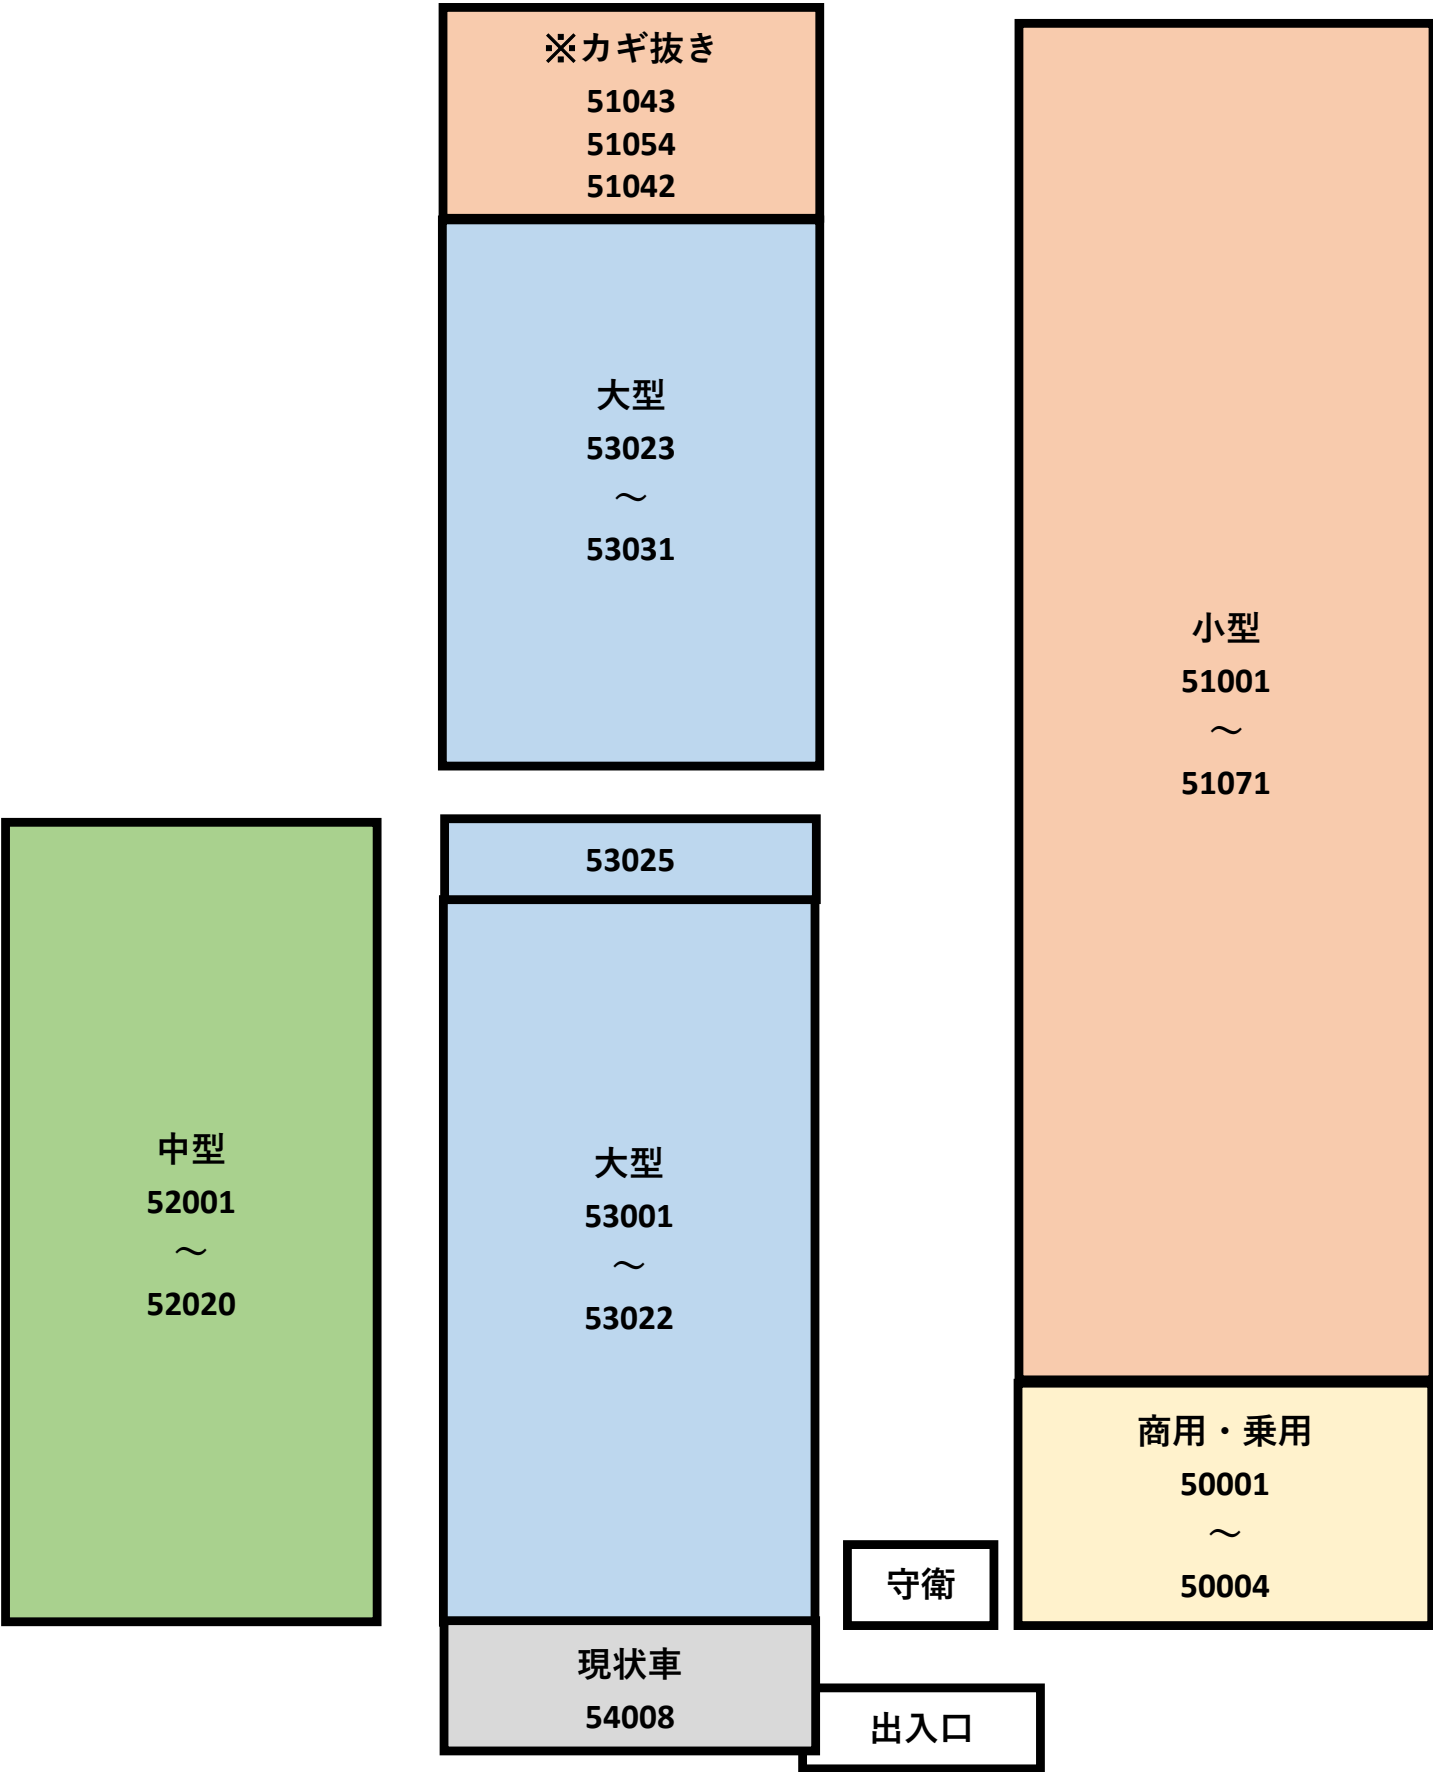 ※カギ抜き
51043
51054
51042
大型
53023
～
53031
小型
51001
～
51071
53025
中型
52001
～
52020
大型
53001
～
53022
商用・乗用
50001
～
50004
守衛
現状車
54008
出入口